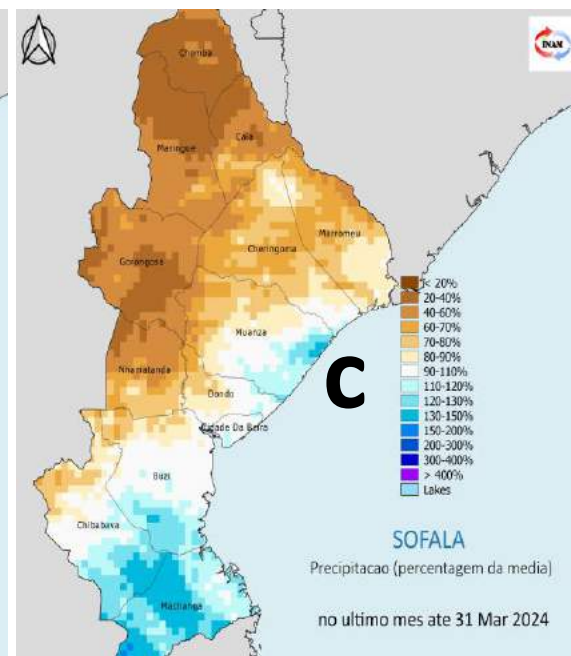 INAM
Chemba
Caia
Maringue
Marromeu
Cheringoma
Gorongosa
Muanza
Nhamatanda
Dondo
Cidade Da Beira
Buzi
Chibabava
Machanga
C
< 20%
20-40%
40-60%
60-70%
70-80%
80-90%
90-110%
110-120%
120-130%
130-150%
150-200%
200-300%
300-400%
> 400%
Lakes
SOFALA
Precipitacao (percentagem da media)
no ultimo mes ate 31 Mar 2024